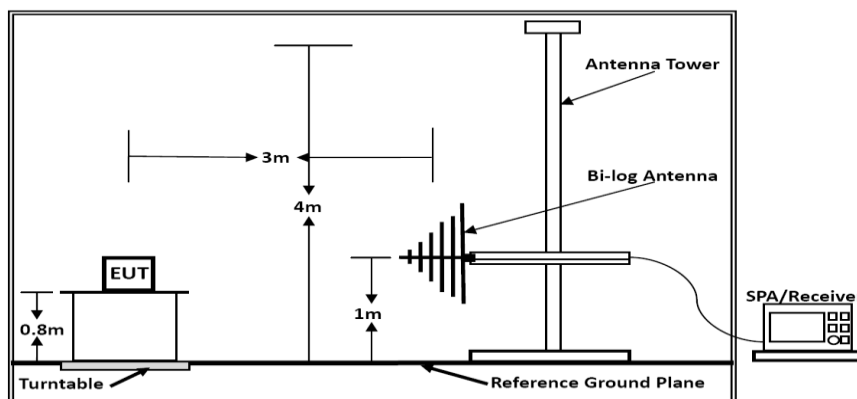 Antenna Tower
3m
Bi-log Antenna
4m
EUT
0.8m
1m
SPA/Receive
Turntable
Reference Ground Plane